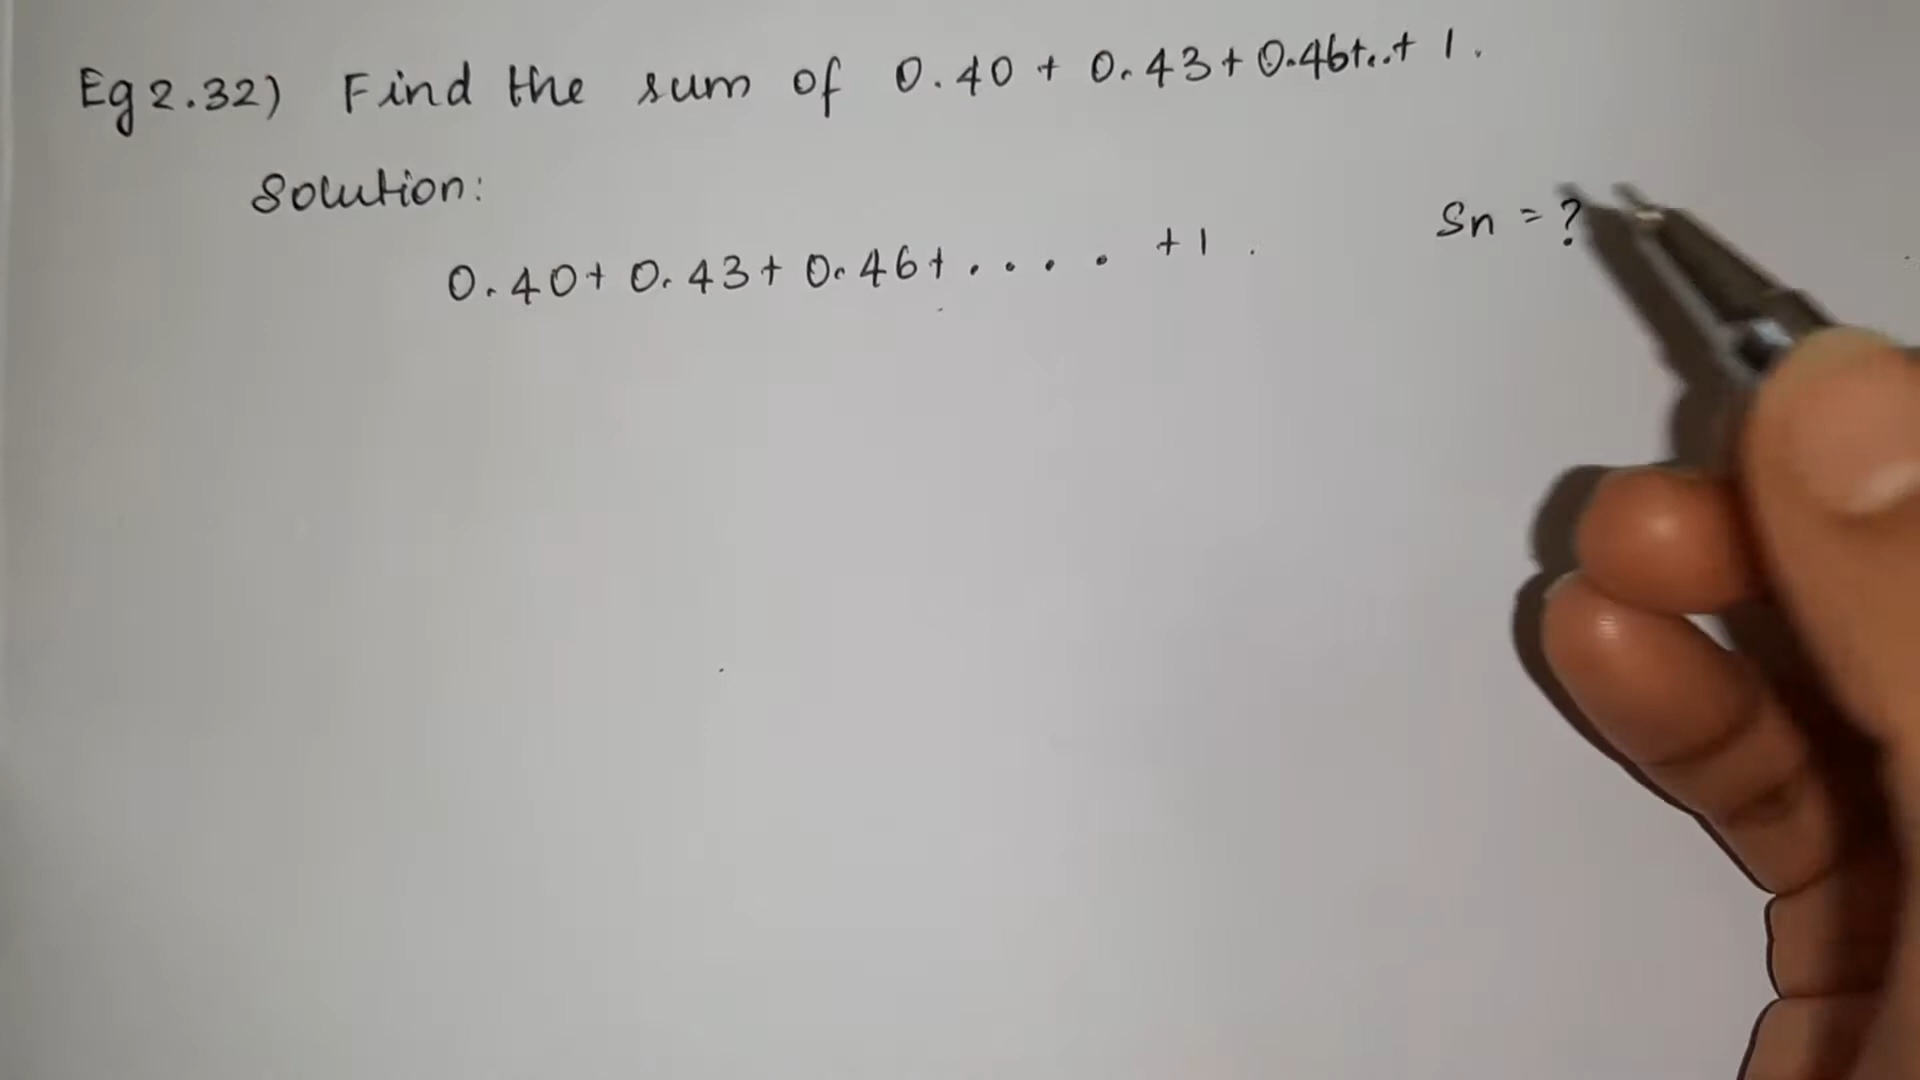 Eg 2.32) Find the sum of 0.40 + 0.43 + 0.46+...+ 1.
Solution:
Sn = ?
0.40+ 0.43+ 0.46+ . . . . +1 .